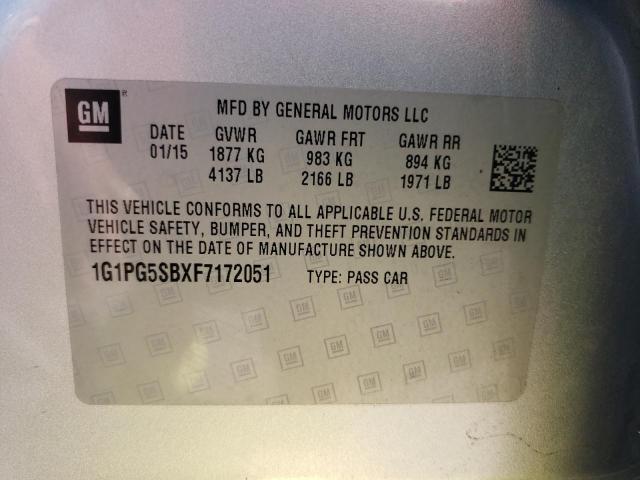 GM
MFD BY GENERAL MOTORS LLC
DATE GVWR GAWR FRT GAWR RR
01/15 1877 KG 983 KG 894 KG
4137 LB 2166 LB 1971 LB
THIS VEHICLE CONFORMS TO ALL APPLICABLE U.S. FEDERAL MOTOR
VEHICLE SAFETY, BUMPER, AND THEFT PREVENTION STANDARDS IN
EFFECT ON THE DATE OF MANUFACTURE SHOWN ABOVE.
1G1PG5SBXF7172051 TYPE: PASS CAR